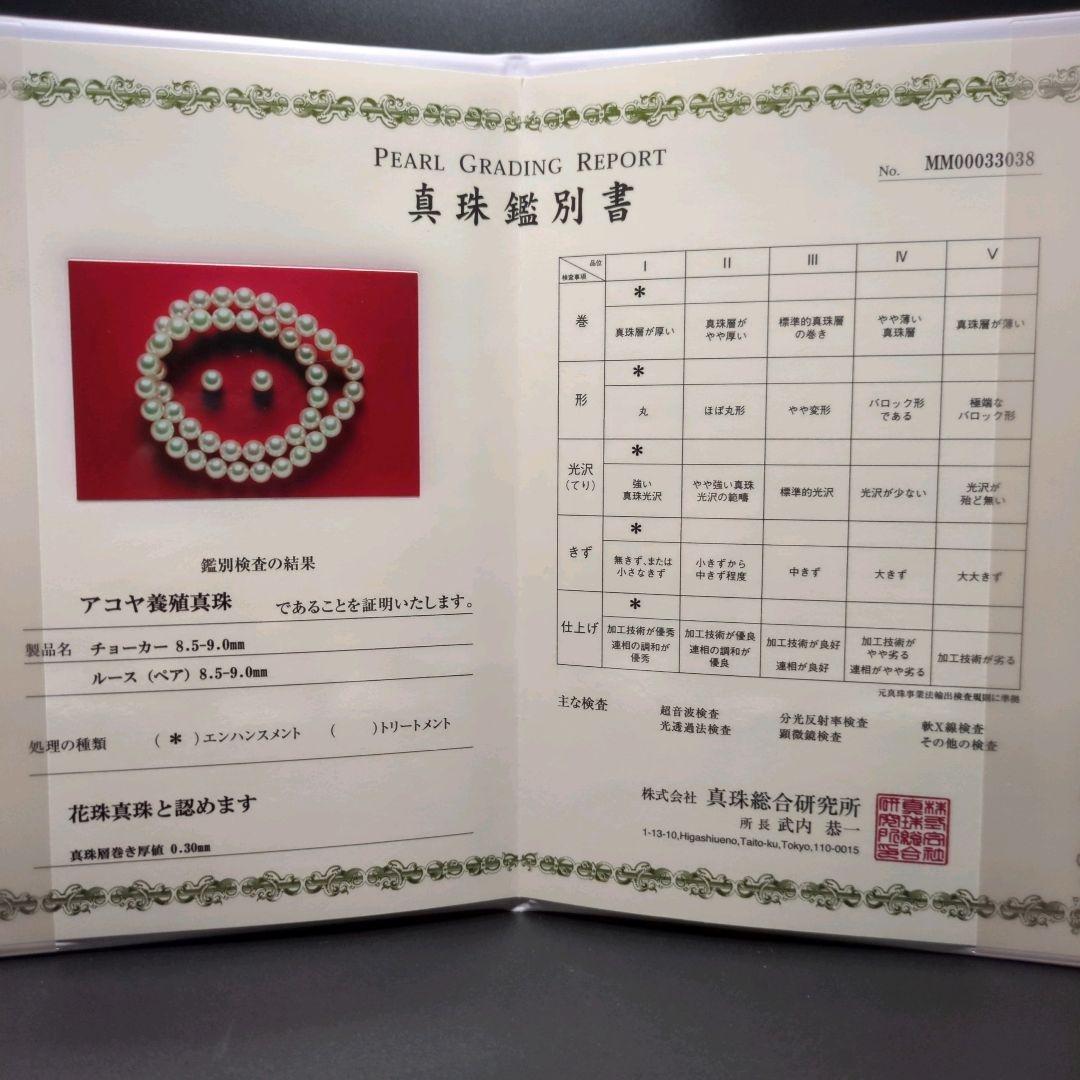 PEARL GRADING REPORT
真珠鑑別書
No. MM00033038
鑑別検査の結果
アコヤ養殖真珠 であることを証明いたします。
製品名 チョーカー 8.5-9.0mm
ルース（ペア）8.5-9.0mm
処理の種類 （ * ）エンハンスメント （ ）トリートメント
花珠真珠と認めます
真珠層巻き厚値 0.30mm
品位 I II III IV V
検査事項
* 
巻 真珠層が厚い 真珠層が 標準的真珠層 やや薄い 真珠層が薄い
やや厚い の巻き 真珠層
*
形 丸 ほぼ丸形 やや変形 バロック形 極端な
である バロック形
*
光沢 強い やや強い真珠 標準的光沢 光沢が少ない 光沢が
（てり） 真珠光沢 光沢の範疇 殆ど無い
*
きず 無きず、または 小きずから 中きず 大きず 大大きず
小さなきず 中きず程度
*
仕上げ 加工技術が優秀 加工技術が優良 加工技術が良好 加工技術が 加工技術が劣る
連相の調和が 連相の調和が 連相が良好 やや劣る
優秀 優良 連相がやや劣る
元真珠事業法輸出検査規則に準拠
主な検査 超音波検査 分光反射率検査 軟X線検査
光透過法検査 顕微鏡検査 その他の検査
株式会社 真珠総合研究所
所長 武内 恭一
1-13-10,Higashiueno,Taito-ku,Tokyo,110-0015
株式会社
真珠総合
研究所之印